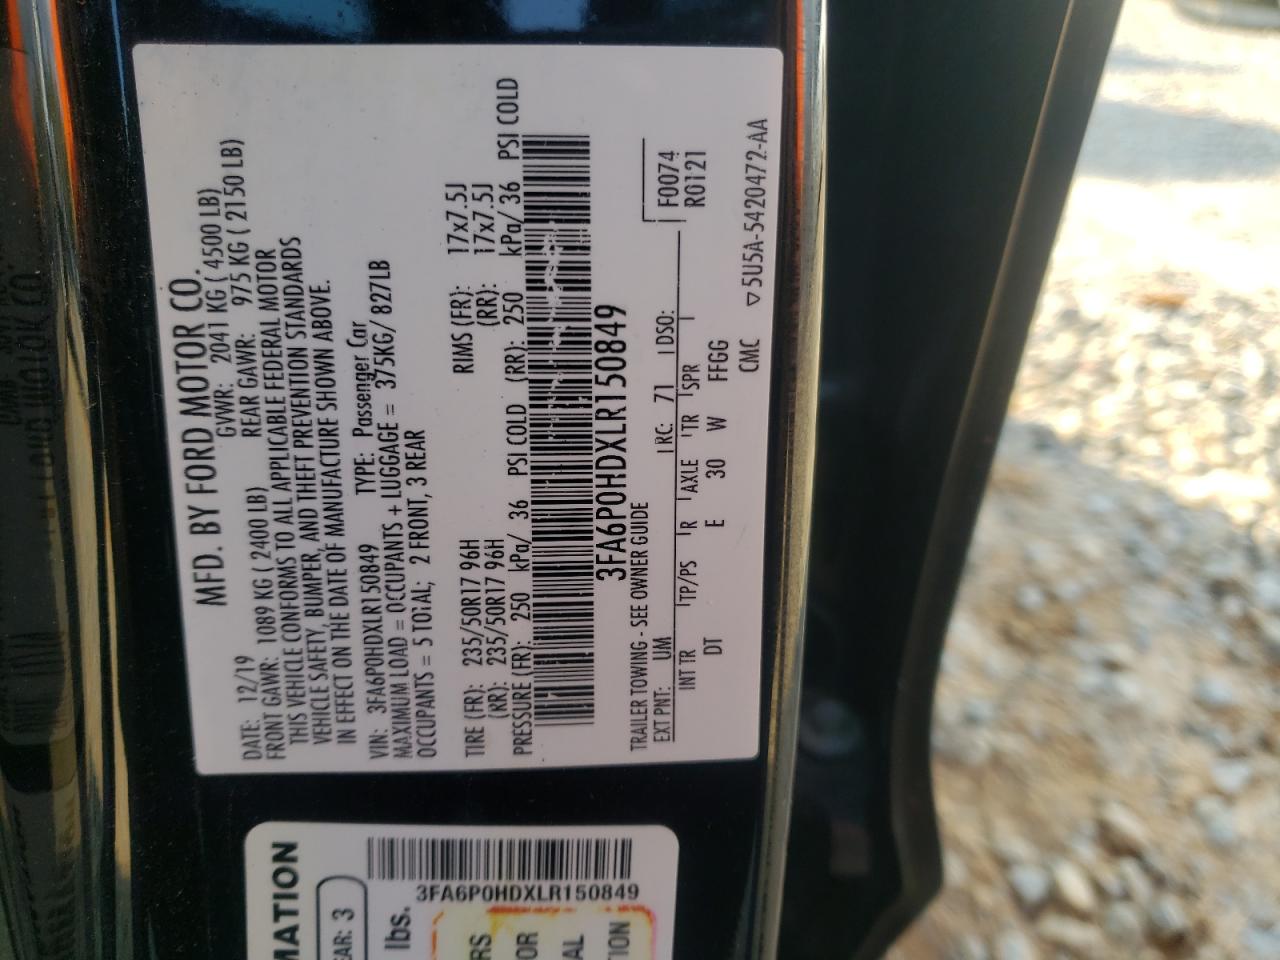 MFD. BY FORD MOTOR CO.
DATE: 12/19 GVWR: 2041 KG ( 4500 LB)
FRONT GAWR: 1089 KG ( 2400 LB) REAR GAWR: 975 KG ( 2150 LB)
THIS VEHICLE CONFORMS TO ALL APPLICABLE FEDERAL MOTOR
VEHICLE SAFETY, BUMPER, AND THEFT PREVENTION STANDARDS
IN EFFECT ON THE DATE OF MANUFACTURE SHOWN ABOVE.
VIN: 3FA6P0HDXLR150849 TYPE: Passenger Car
MAXIMUM LOAD = OCCUPANTS + LUGGAGE = 375KG/ 827LB
OCCUPANTS = 5 TOTAL, 2 FRONT, 3 REAR
TIRE (FR): 235/50R17 96H RIMS (FR): 17x7.5J
(RR): 235/50R17 96H (RR): 17x7.5J
PRESSURE (FR): 250 kPa/ 36 PSI COLD (RR): 250 kPa/ 36 PSI COLD
3FA6P0HDXLR150849
TRAILER TOWING - SEE OWNER GUIDE
EXT PNT: UM RC: 71 DSO: F0074
R0121
INT TR TP/PS R AXLE TR SPR
DT E 30 W FFGG
CMC ▽5U5A-5420472-AA
MATION
EAR: 3
3FA6P0HDXLR150849
lbs.
RS
OR
AL
TION